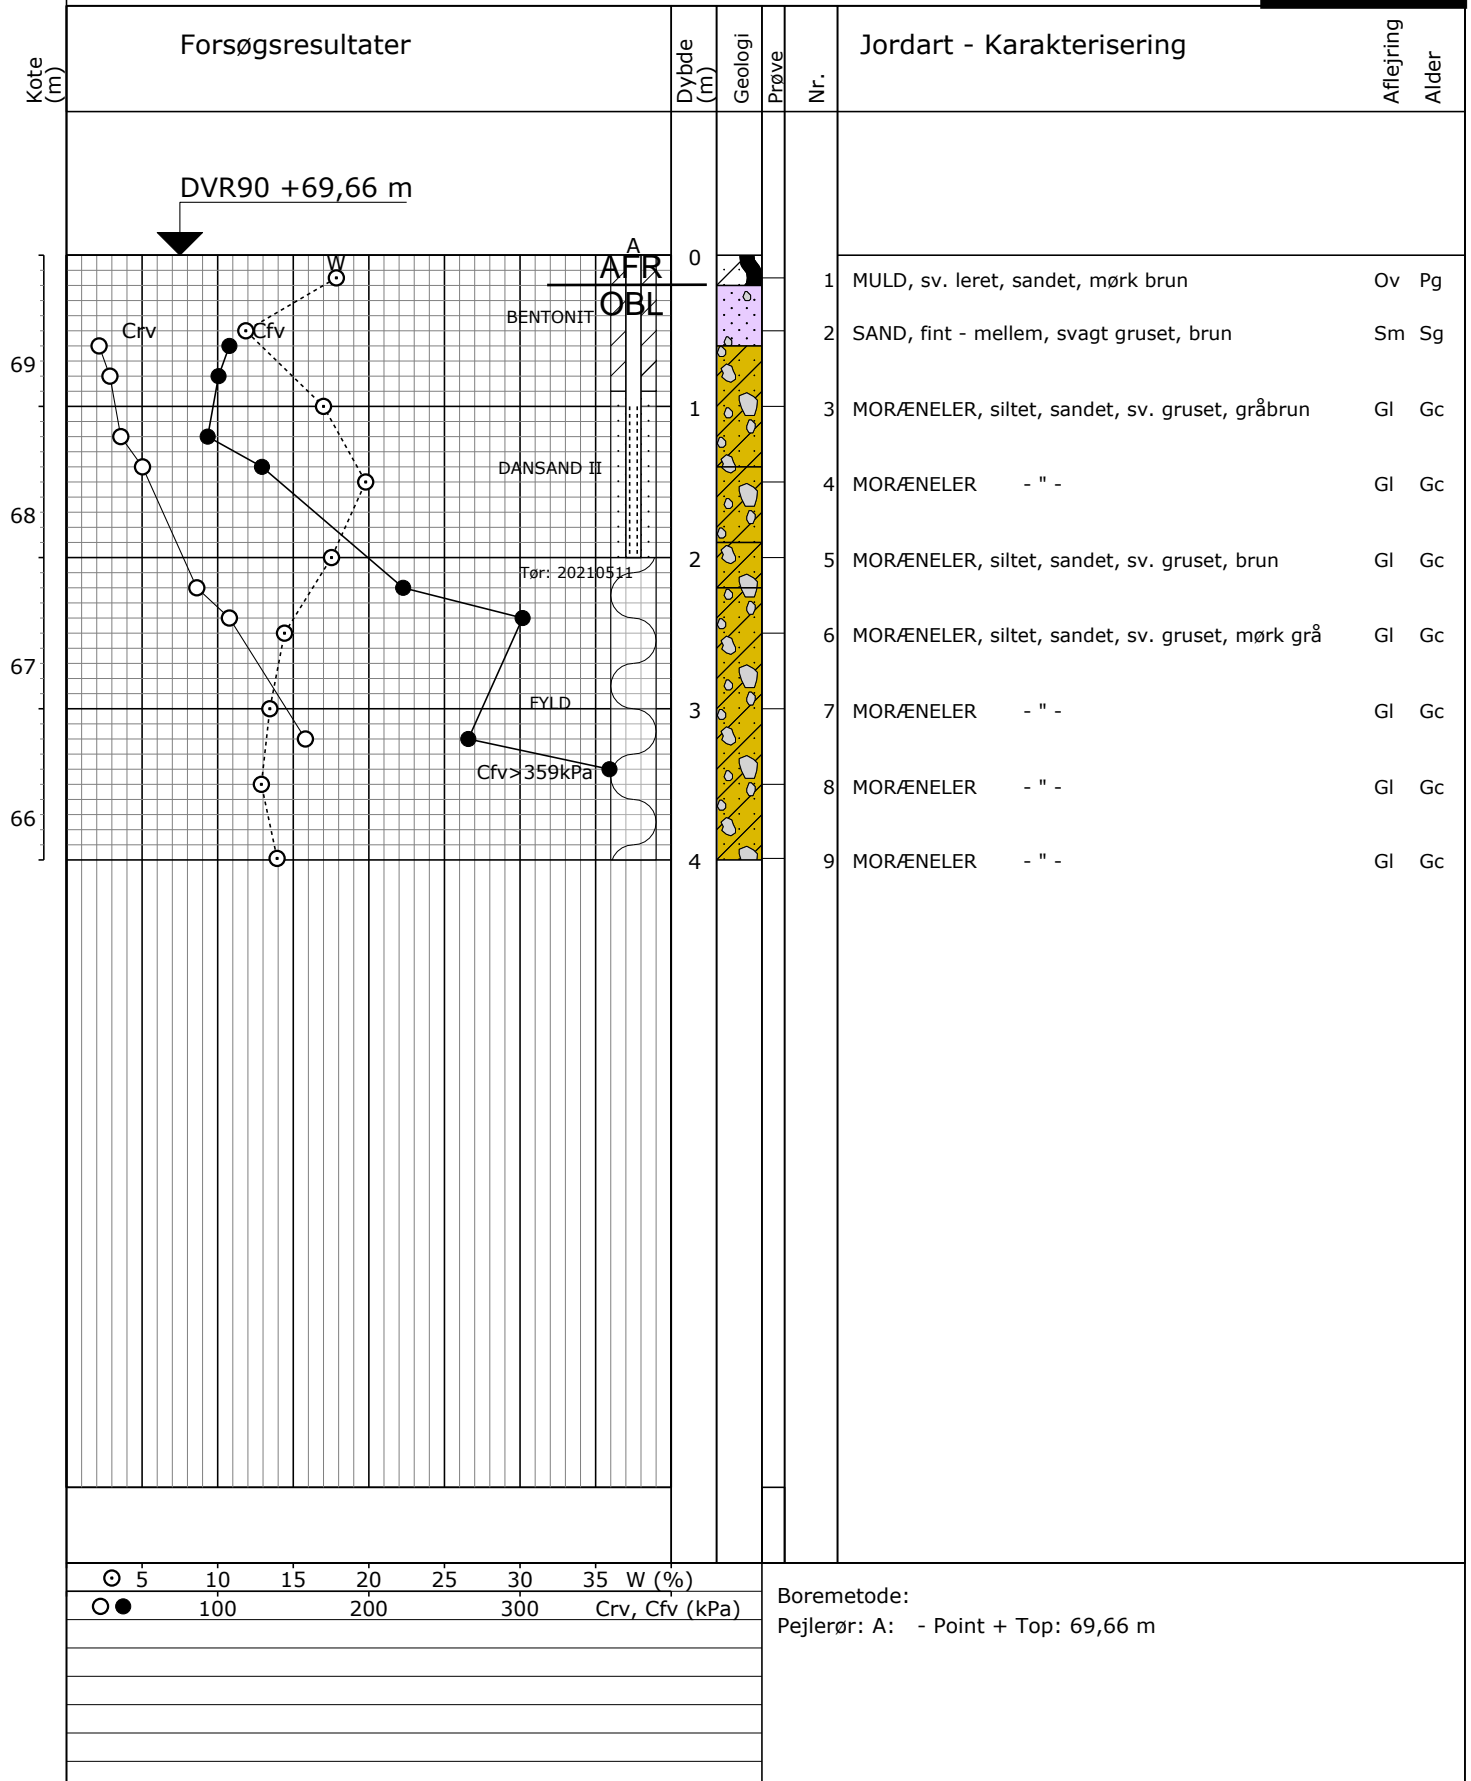 Kote (m)
Forsøgsresultater
Dybde (m)
Geologi
Prøve
Nr.
Jordart - Karakterisering
Aflejring
Alder
DVR90 +69,66 m
A
W
AFR
0
1 MULD, sv. leret, sandet, mørk brun Ov Pg
OBL
BENTONIT
Crv
Cfv
2 SAND, fint - mellem, svagt gruset, brun Sm Sg
69
1
3 MORÆNELER, siltet, sandet, sv. gruset, gråbrun Gl Gc
DANSAND II
4 MORÆNELER - " - Gl Gc
68
2
5 MORÆNELER, siltet, sandet, sv. gruset, brun Gl Gc
Tør: 20210511
6 MORÆNELER, siltet, sandet, sv. gruset, mørk grå Gl Gc
67
FYLD
3
7 MORÆNELER - " - Gl Gc
Cfv>359kPa
8 MORÆNELER - " - Gl Gc
66
4
9 MORÆNELER - " - Gl Gc
5 10 15 20 25 30 35 W (%)
100 200 300 Crv, Cfv (kPa)
Boremetode:
Pejlerør: A: - Point + Top: 69,66 m